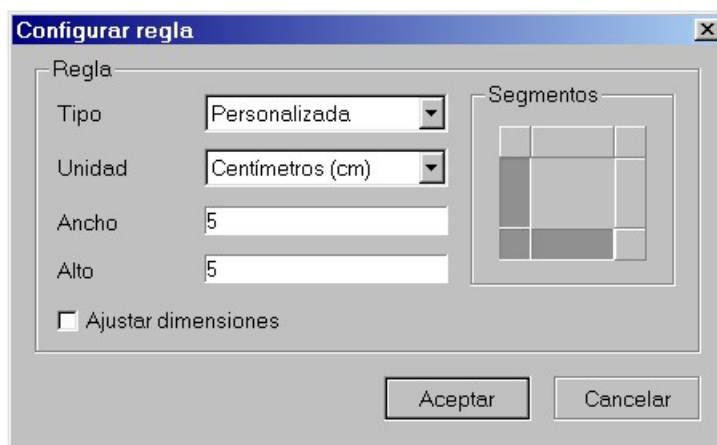 Configurar regla
Regla
Tipo
Personalizada
Segmentos
Unidad
Centímetros (cm)
Ancho
5
Alto
5
Ajustar dimensiones
Aceptar
Cancelar